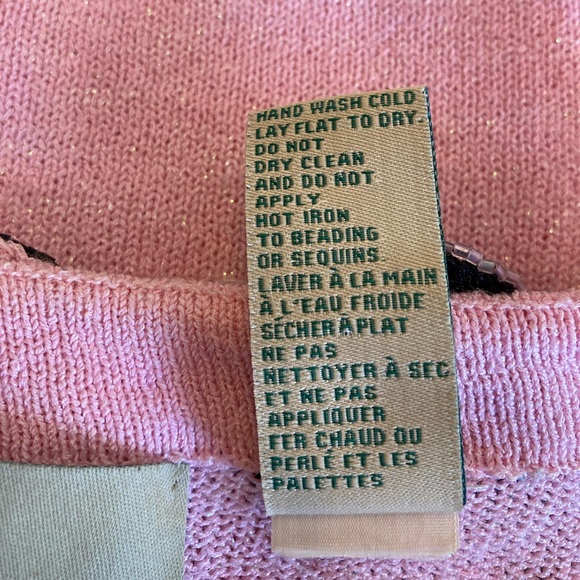 HAND WASH COLD
LAY FLAT TO DRY.
DO NOT
DRY CLEAN
AND DO NOT
APPLY
HOT IRON
TO BEADING
OR SEQUINS.
LAVER À LA MAIN
À L'EAU FROIDE
SÉCHER À PLAT
NE PAS
NETTOYER À SEC
ET NE PAS
APPLIQUER
FER CHAUD OU
PERLÉ ET LES
PALETTES